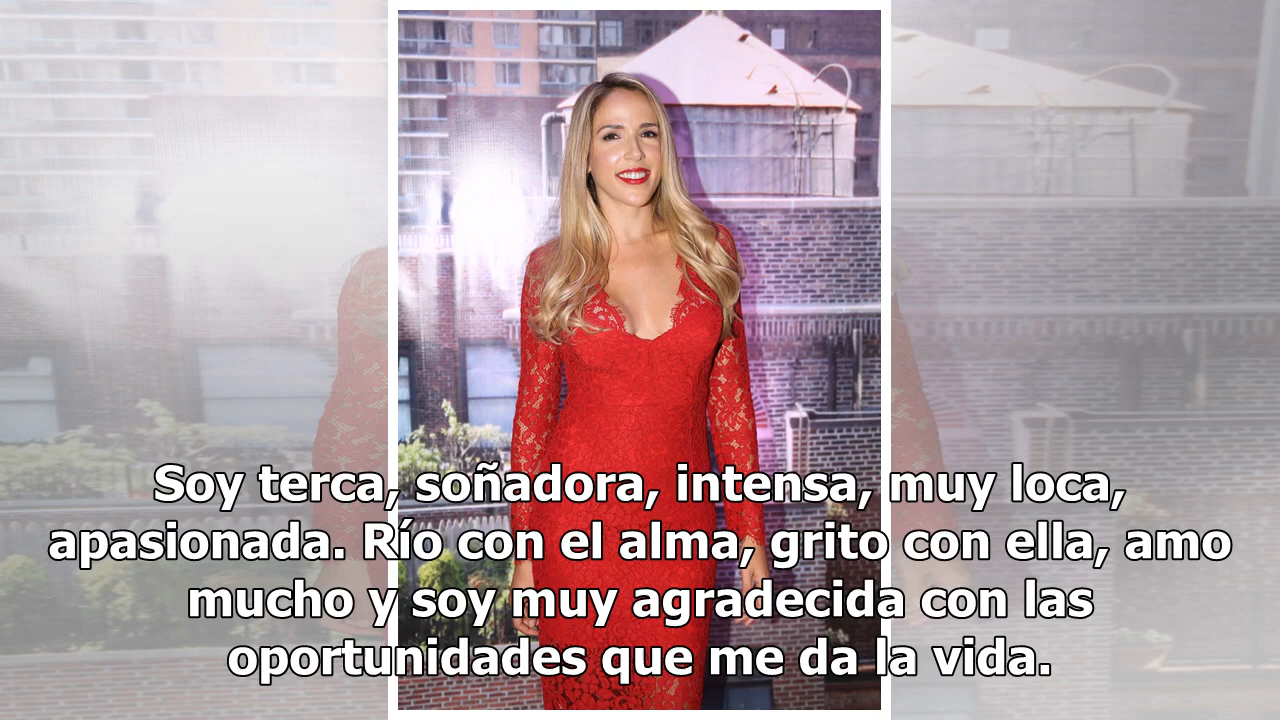 Soy terca, soñadora, intensa, muy loca,
apasionada. Río con el alma, grito con ella, amo
mucho y soy muy agradecida con las
oportunidades que me da la vida.